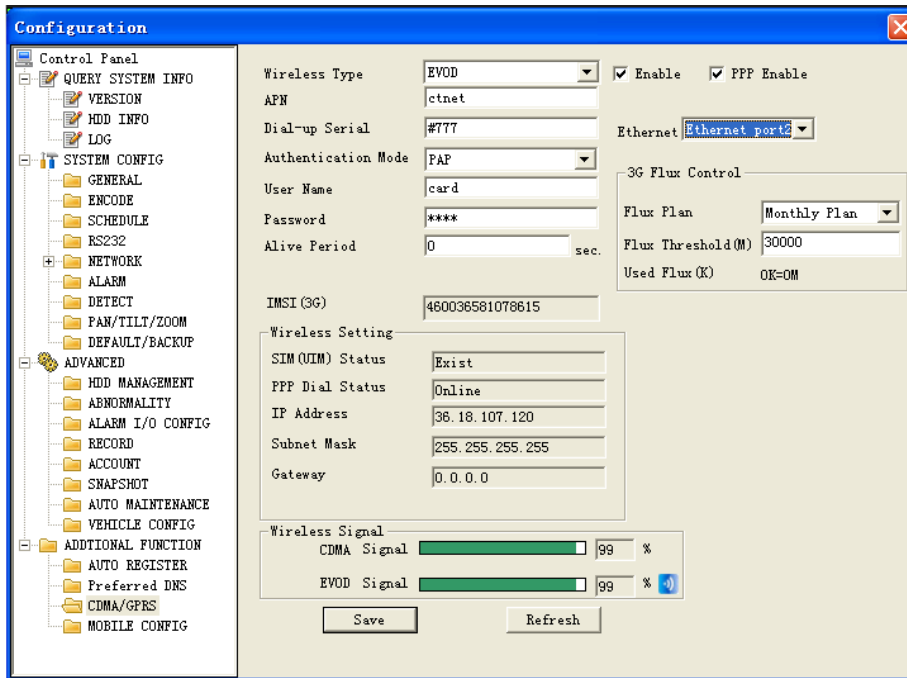 Configuration
Control Panel
QUERY SYSTEM INFO
VERSION
HDD INFO
LOG
SYSTEM CONFIG
GENERAL
ENCODE
SCHEDULE
RS232
NETWORK
ALARM
DETECT
PAN/TILT/ZOOM
DEFAULT/BACKUP
ADVANCED
HDD MANAGEMENT
ABNORMALITY
ALARM I/O CONFIG
RECORD
ACCOUNT
SNAPSHOT
AUTO MAINTENANCE
VEHICLE CONFIG
ADDTIONAL FUNCTION
AUTO REGISTER
Preferred DNS
CDMA/GPRS
MOBILE CONFIG
Wireless Type EVOD Enable PPP Enable
APN ctnet
Dial-up Serial #777
Ethernet Ethernet port2
Authentication Mode PAP
User Name card
Password ****
Alive Period 0 sec.
3G Flux Control
Flux Plan Monthly Plan
Flux Threshold(M) 30000
Used Flux(K) 0K=0M
IMSI(3G) 460036581078615
Wireless Setting
SIM(UIM) Status Exist
PPP Dial Status Online
IP Address 36.18.107.120
Subnet Mask 255.255.255.255
Gateway 0.0.0.0
Wireless Signal
CDMA Signal 99 %
EVOD Signal 99 %
Save Refresh